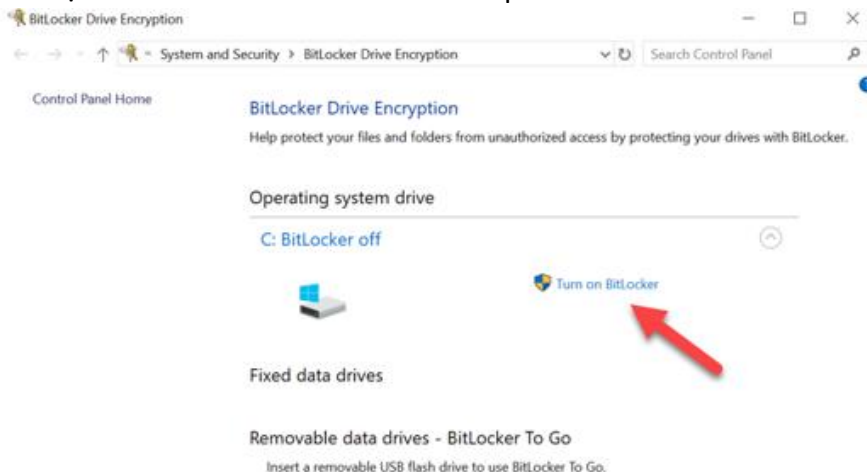 BitLocker Drive Encryption
System and Security > BitLocker Drive Encryption
Search Control Panel
Control Panel Home
BitLocker Drive Encryption
Help protect your files and folders from unauthorized access by protecting your drives with BitLocker.
Operating system drive
C: BitLocker off
Turn on BitLocker
Fixed data drives
Removable data drives - BitLocker To Go
Insert a removable USB flash drive to use BitLocker To Go.